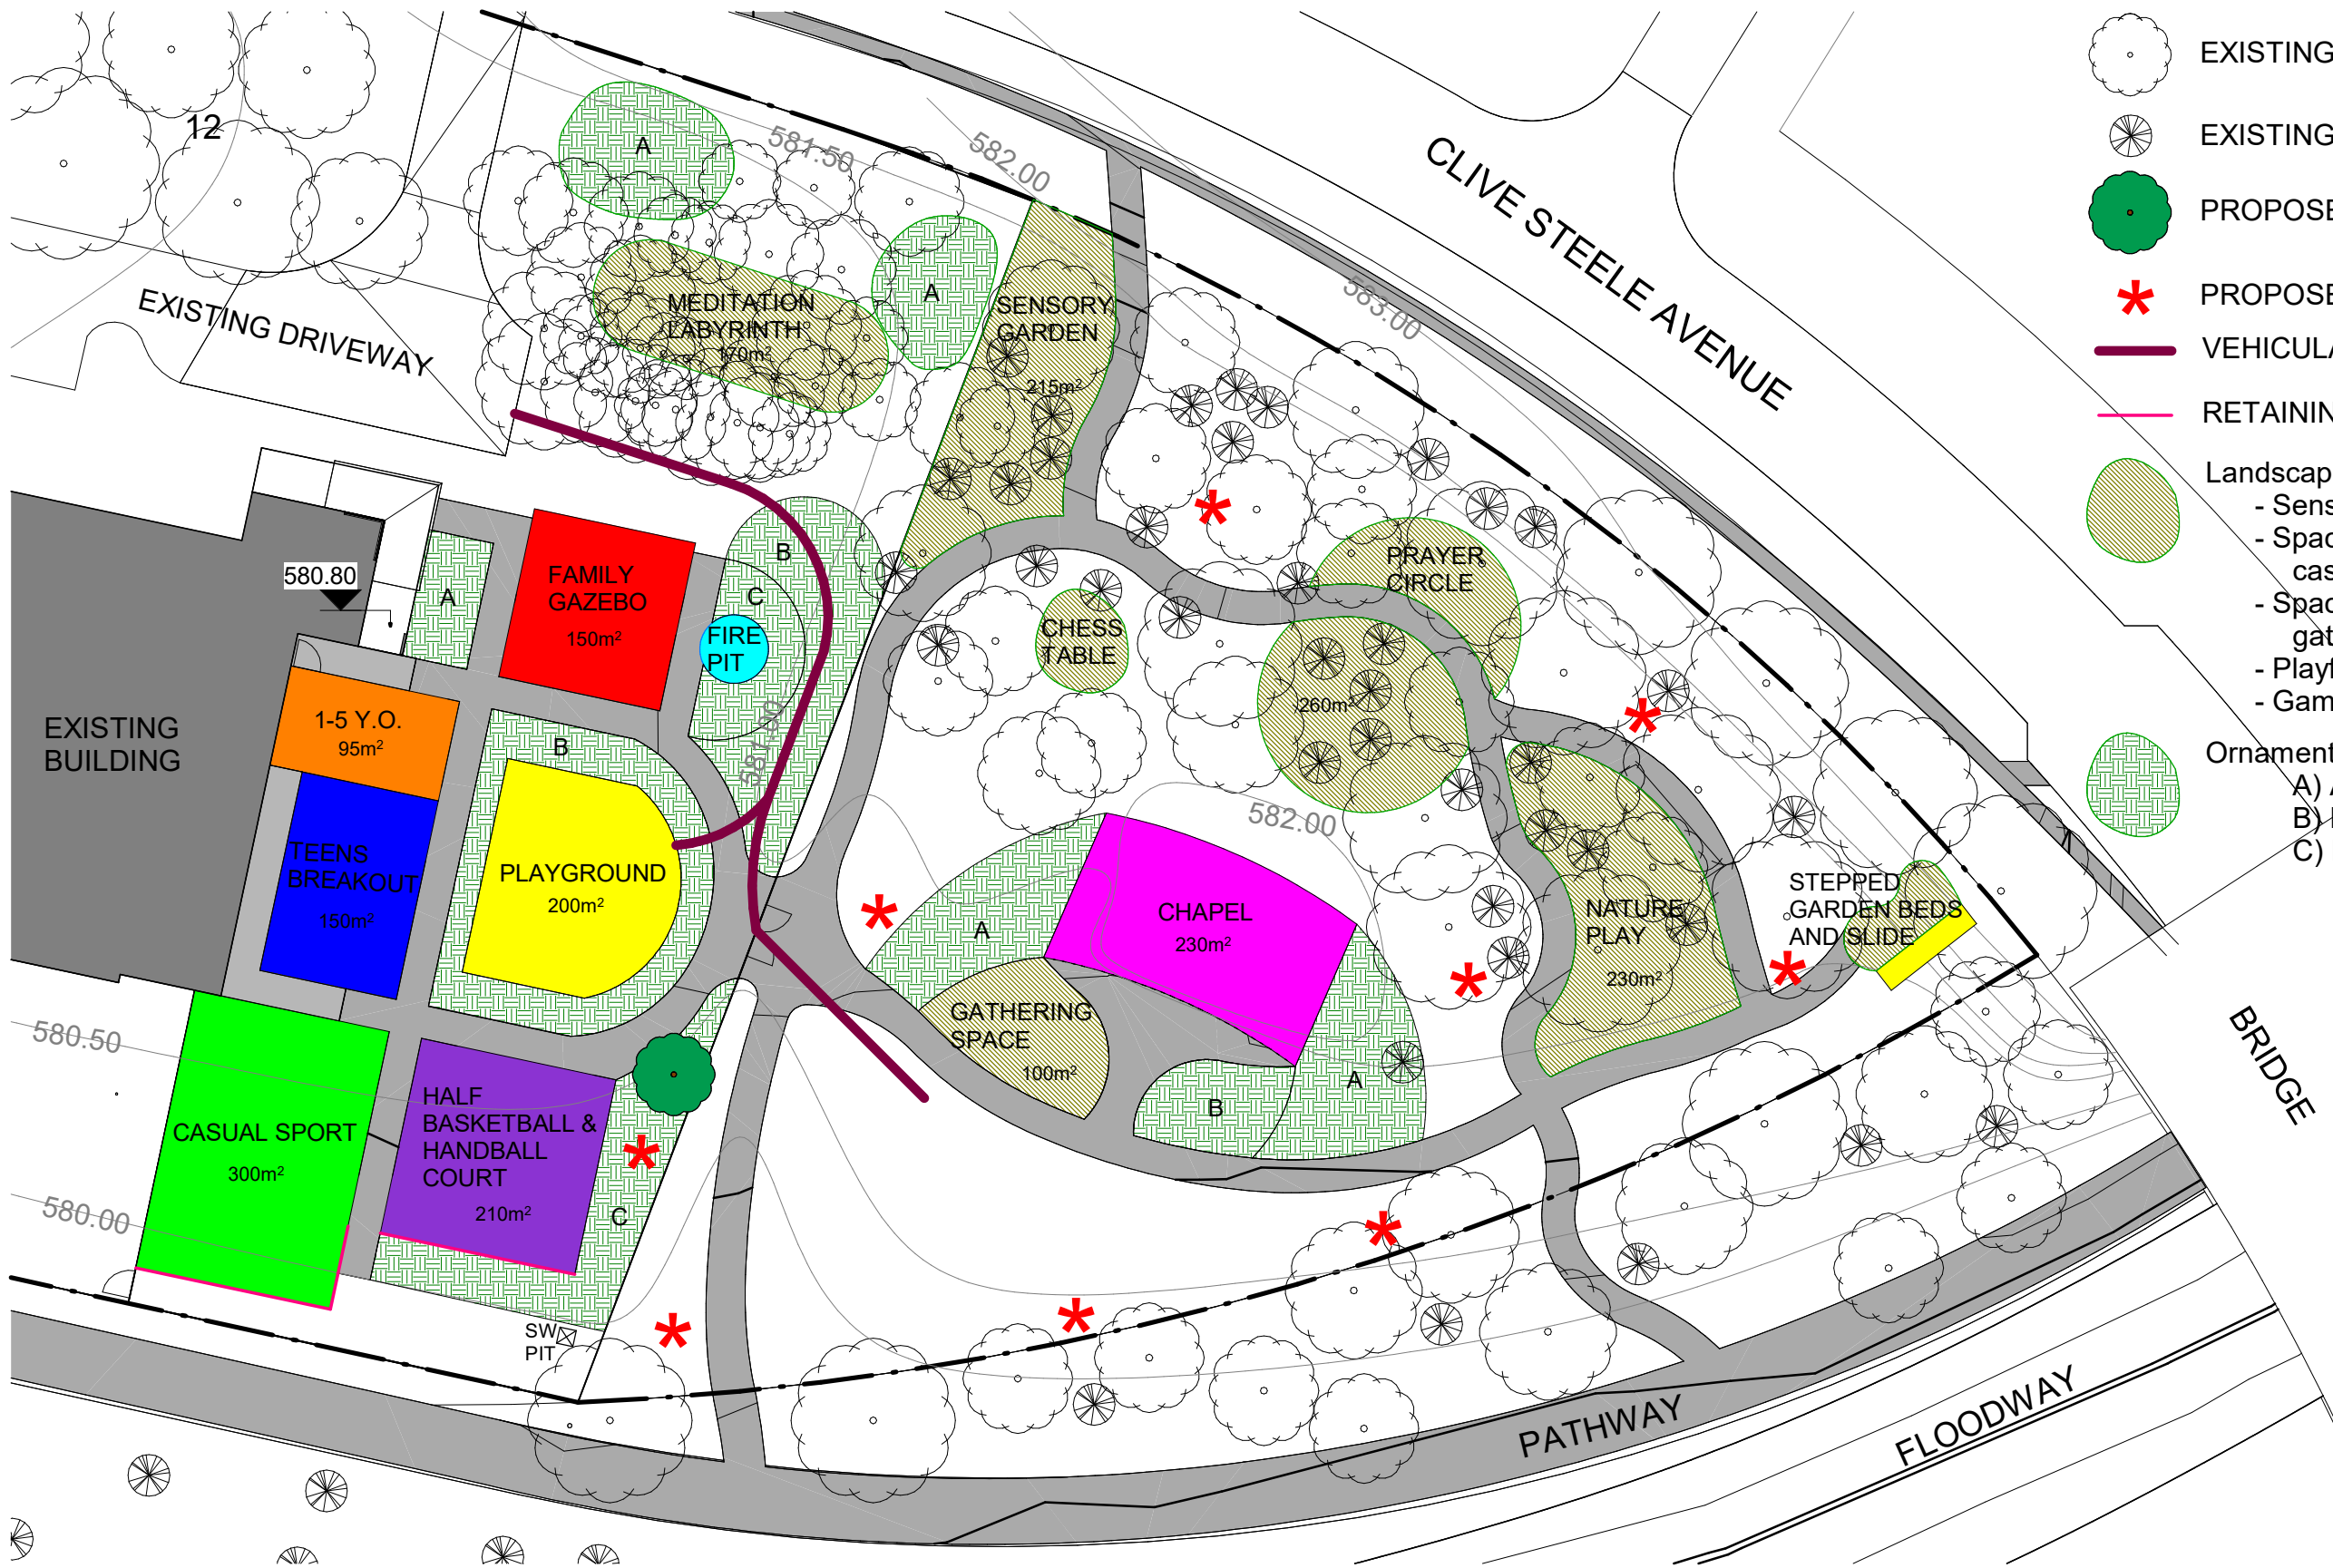 12
EXISTING DRIVEWAY
581.50
582.00
583.00
CLIVE STEELE AVENUE
A
MEDITATION
LABYRINTH
170m²
A
SENSORY
GARDEN
215m²
580.80
A
FAMILY
GAZEBO
150m²
B
C
FIRE
PIT
581.00
CHESS
TABLE
PRAYER
CIRCLE
260m²
582.00
EXISTING
BUILDING
1-5 Y.O.
95m²
TEENS
BREAKOUT
150m²
B
PLAYGROUND
200m²
A
CHAPEL
230m²
GATHERING
SPACE
100m²
B
A
NATURE
PLAY
230m²
STEPPED
GARDEN BEDS
AND SLIDE
580.50
580.00
CASUAL SPORT
300m²
HALF
BASKETBALL &
HANDBALL
COURT
210m²
C
SW
PIT
PATHWAY
FLOODWAY
BRIDGE
EXISTING
EXISTING
PROPOSE
PROPOSE
VEHICULA
RETAININ
Landscap
- Sens
- Spac
cas
- Spac
gat
- Playf
- Gam
Ornament
A)
B)
C)